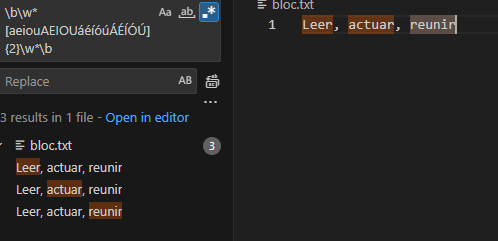 \b\w*
Aa ab .*
[aeiouAEIOUáéíóúÁÉÍÓÚ]
{2}\w*\b
Replace AB
...
3 results in 1 file - Open in editor
bloc.txt 3
Leer, actuar, reunir
Leer, actuar, reunir
Leer, actuar, reunir
bloc.txt
1 Leer, actuar, reunir